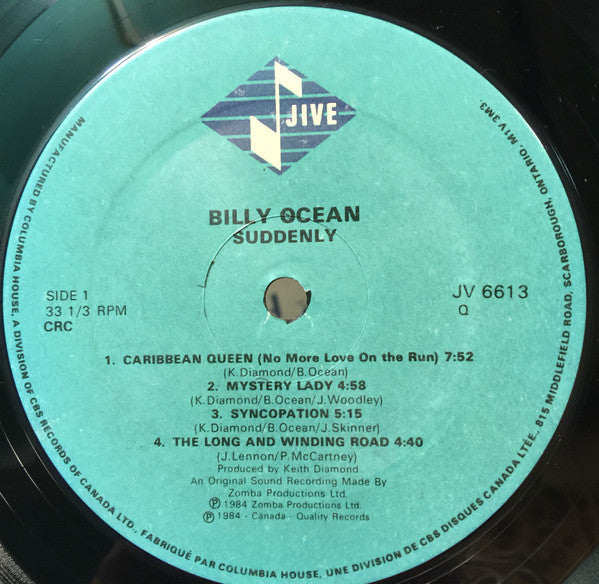 JIVE
BILLY OCEAN
SUDDENLY
SIDE 1
33 1/3 RPM
CRC
JV 6613
Q
1. CARIBBEAN QUEEN (No More Love On the Run) 7:52
(K.Diamond/B.Ocean)
2. MYSTERY LADY 4:58
(K.Diamond/B.Ocean/J.Woodley)
3. SYNCOPATION 5:15
(K.Diamond/B.Ocean/J.Skinner)
4. THE LONG AND WINDING ROAD 4:40
(J.Lennon/P.McCartney)
Produced by Keith Diamond
An Original Sound Recording Made By
Zomba Productions Ltd.
Ⓟ 1984 Zomba Productions Ltd.
Ⓟ 1984 - Canada - Quality Records
MANUFACTURED BY COLUMBIA HOUSE, A DIVISION OF CBS RECORDS OF CANADA LTD., FABRIQUÉ PAR COLUMBIA HOUSE, UNE DIVISION DE CBS DISQUES CANADA LTÉE., 815 MIDDLEFIELD ROAD, SCARBOROUGH, ONTARIO, M1V 3M3.